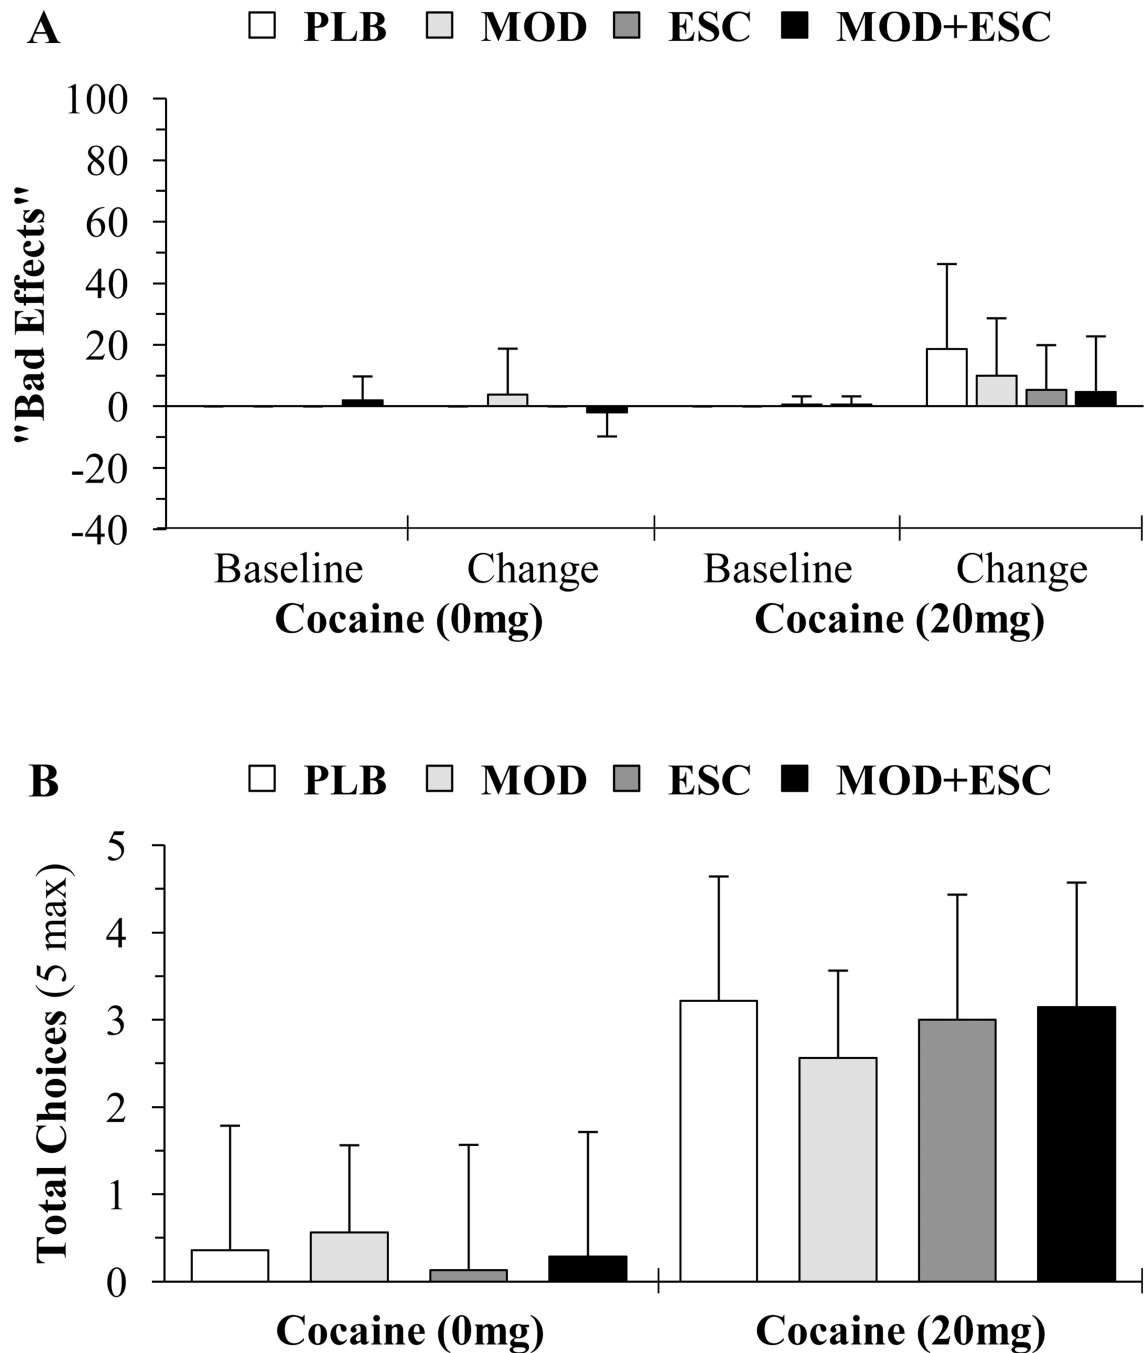 A PLB MOD ESC MOD+ESC
"Bad Effects"
100
80
60
40
20
0
-20
-40
Baseline Change Baseline Change
Cocaine (0mg) Cocaine (20mg)
B PLB MOD ESC MOD+ESC
Total Choices (5 max)
5
4
3
2
1
0
Cocaine (0mg) Cocaine (20mg)